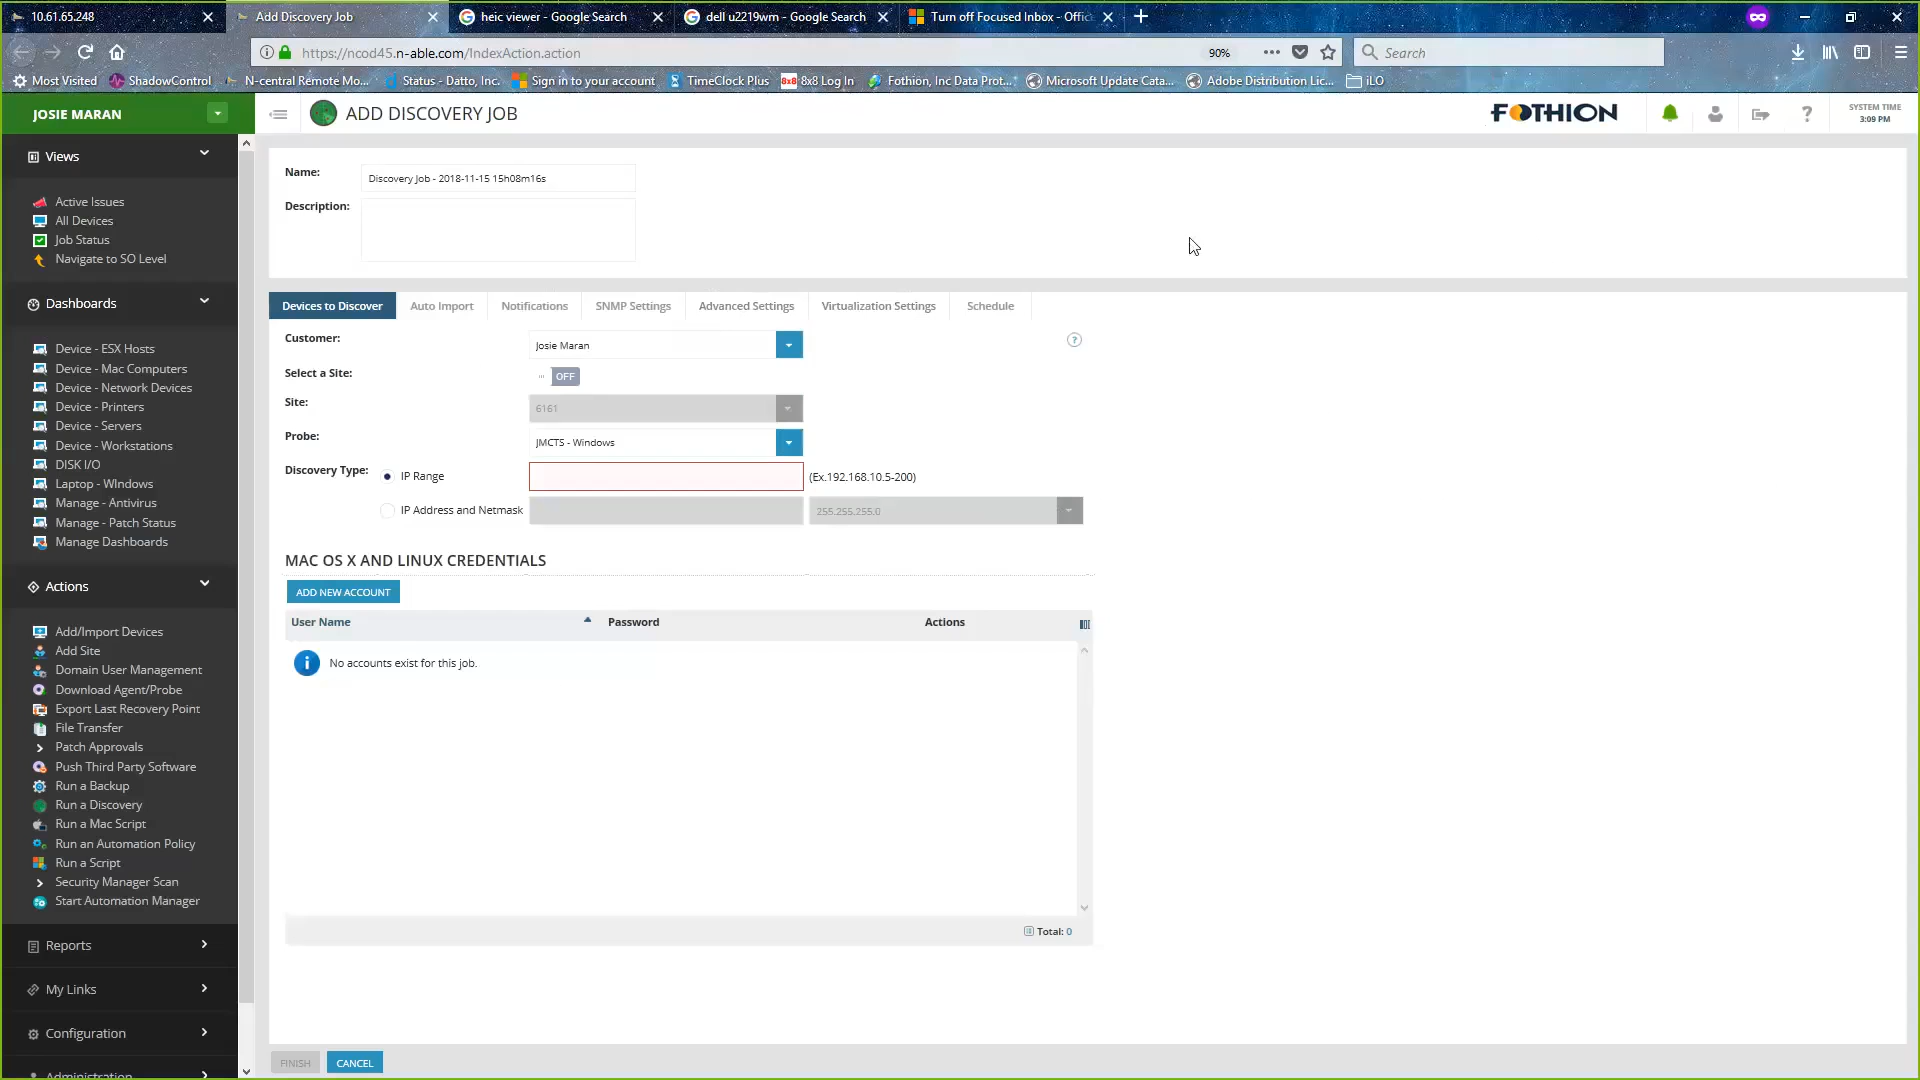 10.61.65.248
Add Discovery Job
heic viewer - Google Search
dell u2219wm - Google Search
Turn off Focused Inbox - Offic
https://ncod45.n-able.com/IndexAction.action
90%
Search
Most Visited
ShadowControl
N-central Remote Mo...
Status - Datto, Inc.
Sign in to your account
TimeClock Plus
8x8 8x8 Log In
Fothion, Inc Data Prot...
Microsoft Update Cata...
Adobe Distribution Lic...
iLO
JOSIE MARAN
ADD DISCOVERY JOB
FOTHION
SYSTEM TIME
3:09 PM
Views
Active Issues
All Devices
Job Status
Navigate to SO Level
Dashboards
Device - ESX Hosts
Device - Mac Computers
Device - Network Devices
Device - Printers
Device - Servers
Device - Workstations
DISK I/O
Laptop - WIndows
Manage - Antivirus
Manage - Patch Status
Manage Dashboards
Actions
Add/Import Devices
Add Site
Domain User Management
Download Agent/Probe
Export Last Recovery Point
File Transfer
Patch Approvals
Push Third Party Software
Run a Backup
Run a Discovery
Run a Mac Script
Run an Automation Policy
Run a Script
Security Manager Scan
Start Automation Manager
Reports
My Links
Configuration
Administration
Name:
Discovery Job - 2018-11-15 15h08m16s
Description:
Devices to Discover
Auto Import
Notifications
SNMP Settings
Advanced Settings
Virtualization Settings
Schedule
Customer:
Josie Maran
Select a Site:
OFF
Site:
6161
Probe:
JMCTS - Windows
Discovery Type:
IP Range
(Ex.192.168.10.5-200)
IP Address and Netmask
255.255.255.0
MAC OS X AND LINUX CREDENTIALS
ADD NEW ACCOUNT
User Name
Password
Actions
No accounts exist for this job.
Total: 0
FINISH
CANCEL